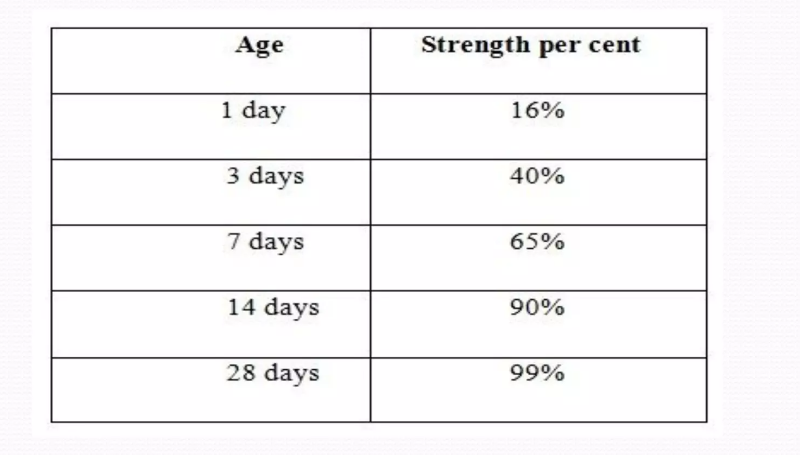 Age Strength per cent
1 day 16%
3 days 40%
7 days 65%
14 days 90%
28 days 99%